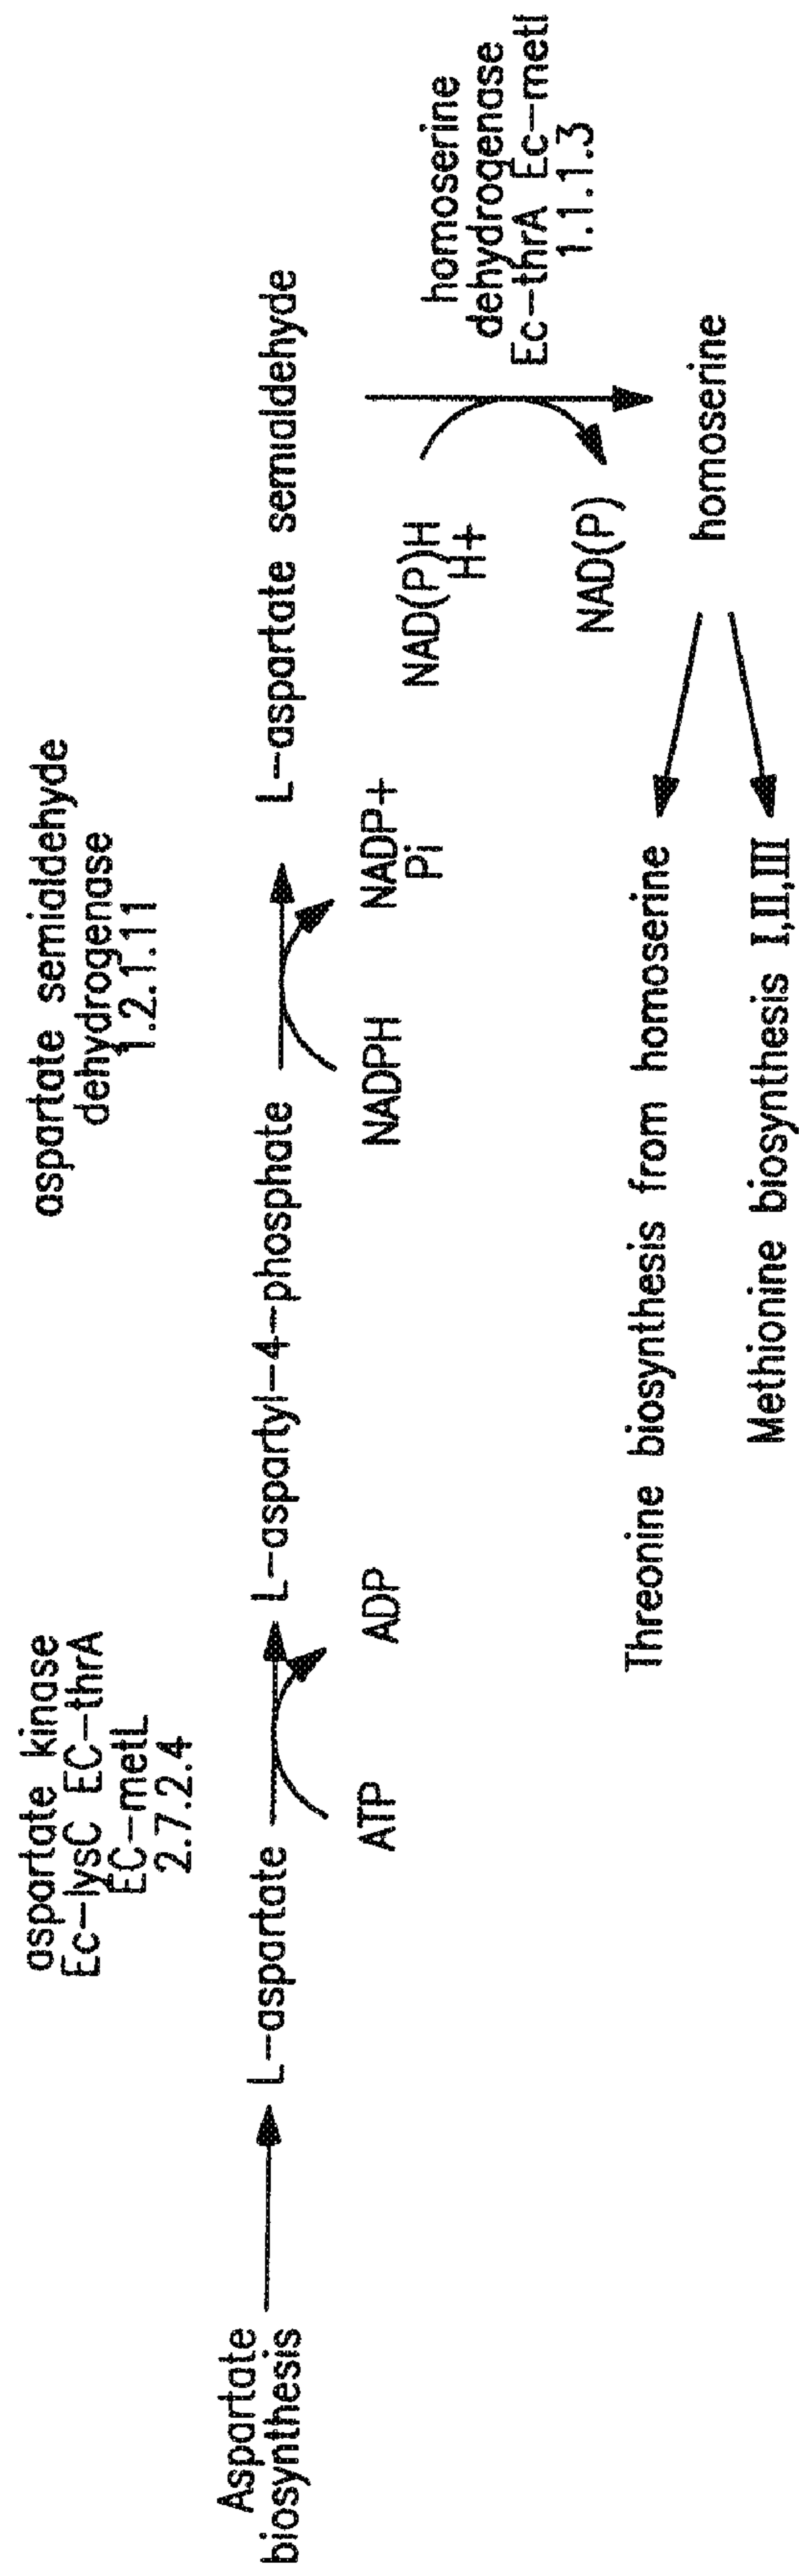 Aspartate
biosynthesis
L-aspartate
aspartate kinase
Ec-lysC EC-thrA
EC-metL
2.7.2.4
ATP
ADP
L-aspartyl-4-phosphate
aspartate semialdehyde
dehydrogenase
1.2.1.11
NADPH
NADP+
Pi
L-aspartate semialdehyde
homoserine
dehydrogenase
Ec-thrA Ec-metl
1.1.1.3
NAD(P)H
H+
NAD(P)
homoserine
Threonine biosynthesis from homoserine
Methionine biosynthesis I,II,III